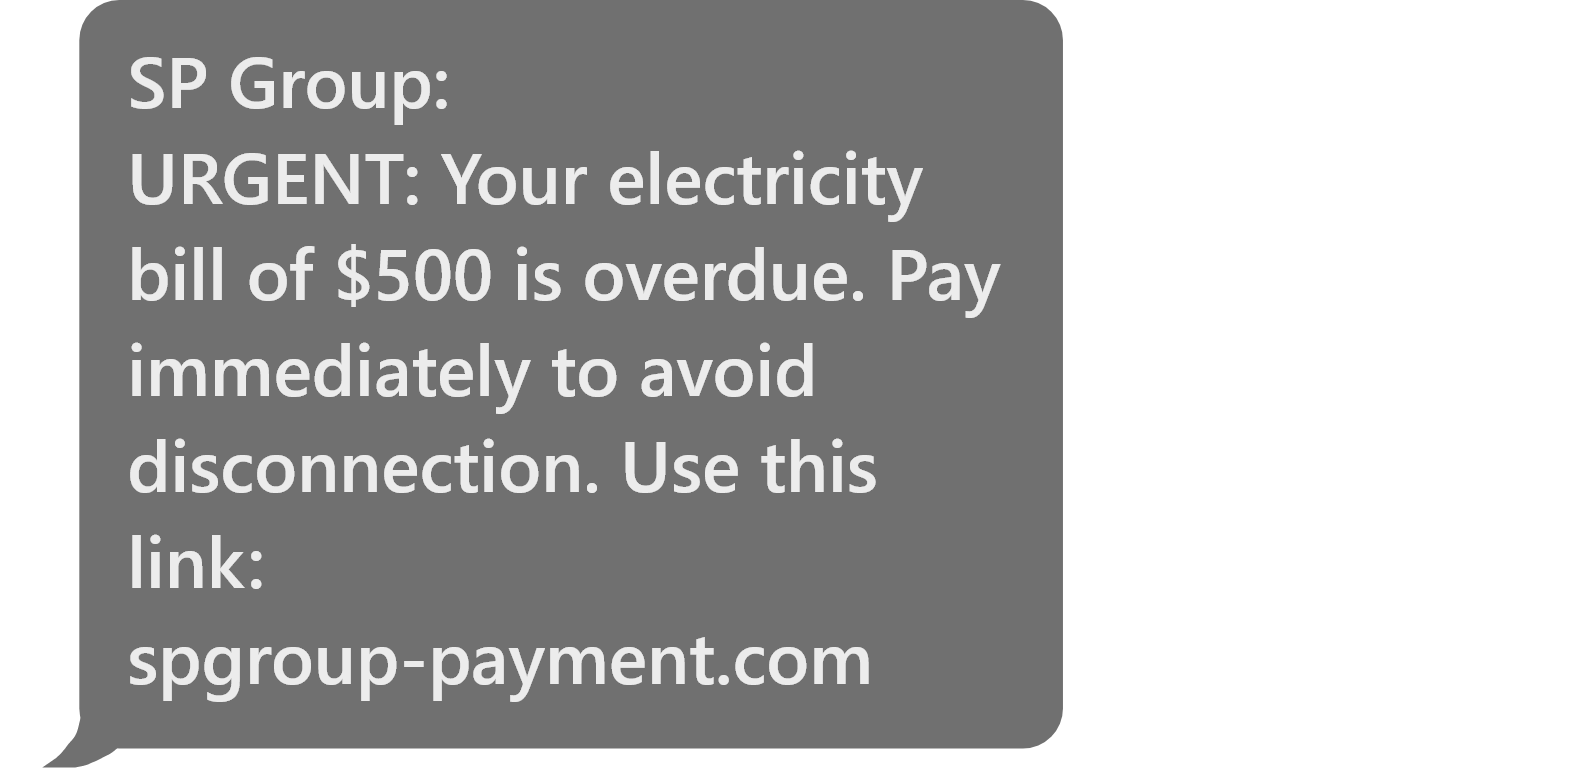 SP Group:
URGENT: Your electricity
bill of $500 is overdue. Pay
immediately to avoid
disconnection. Use this
link:
spgroup-payment.com